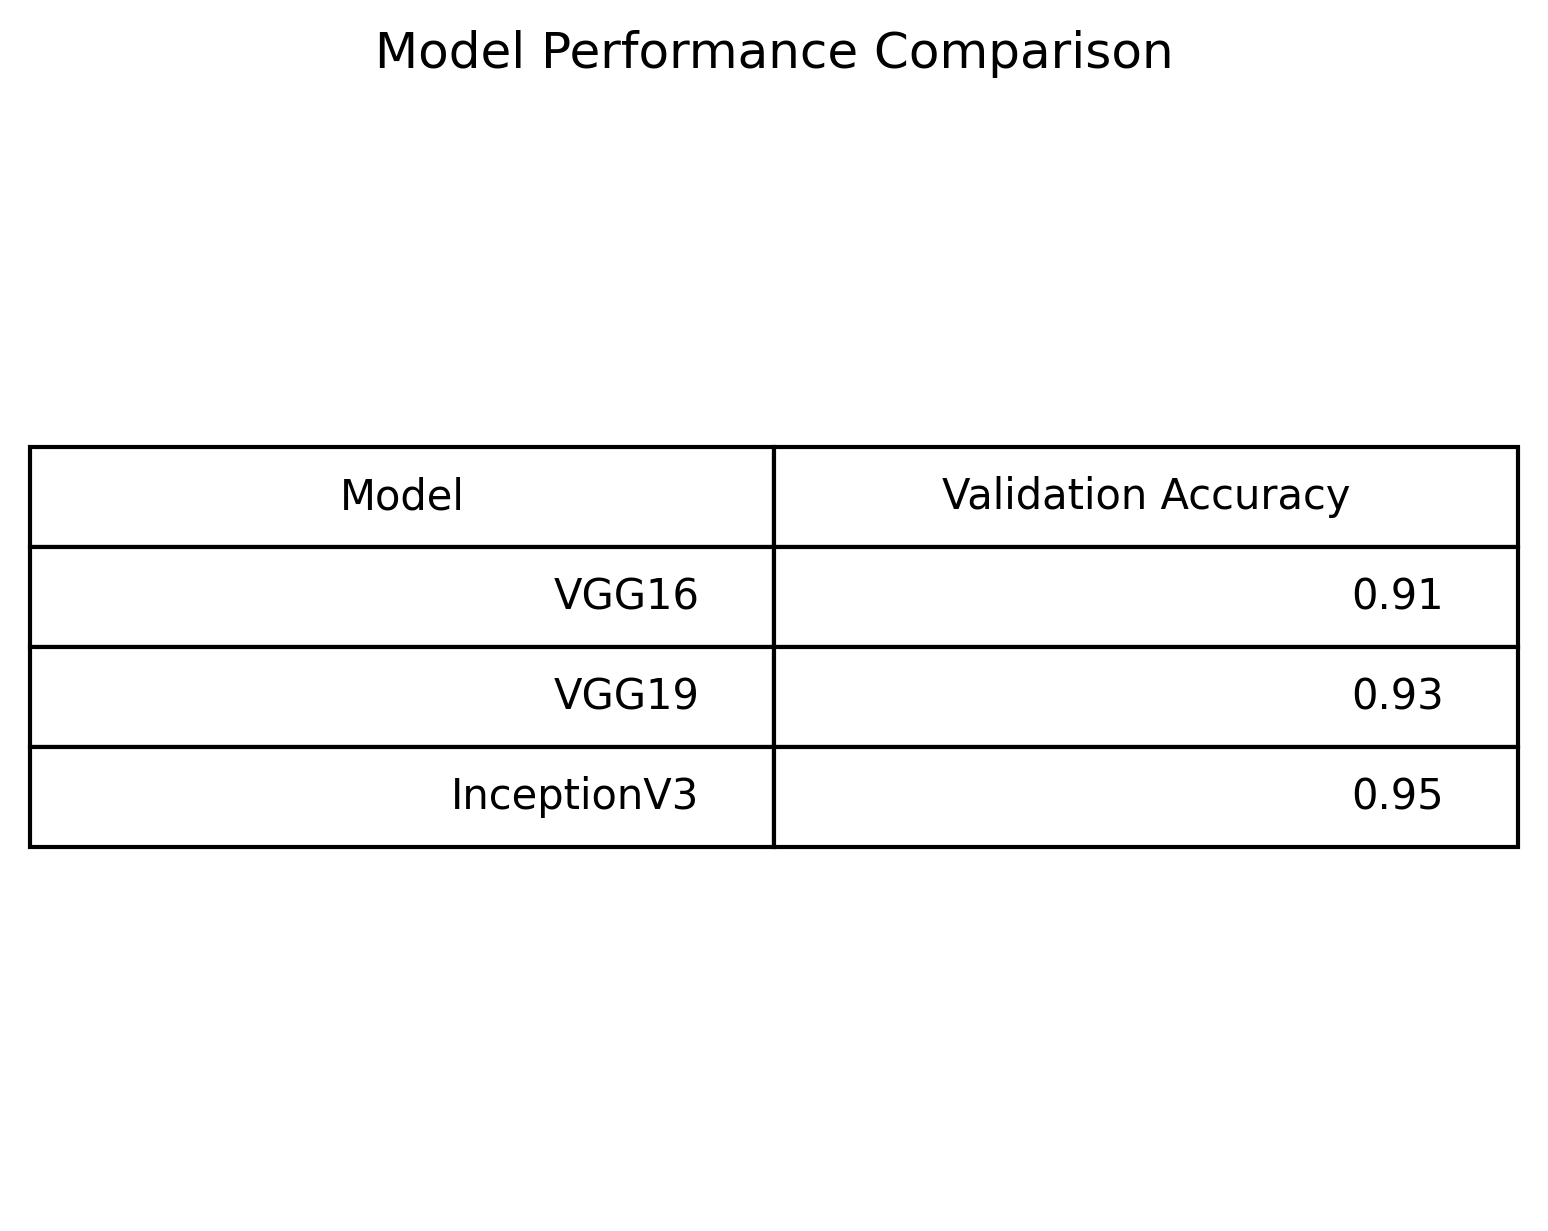 Model Performance Comparison
Model Validation Accuracy
VGG16 0.91
VGG19 0.93
InceptionV3 0.95